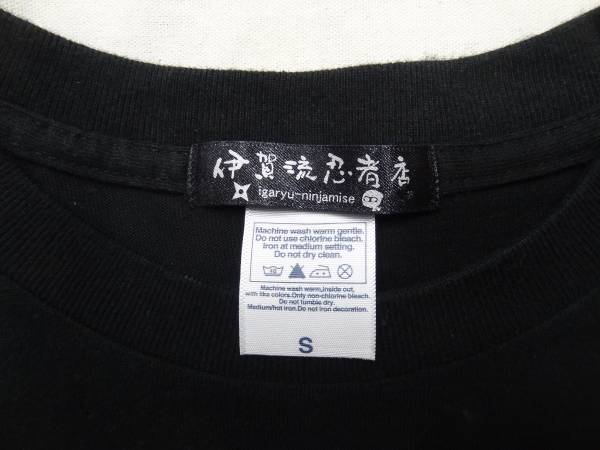 伊賀流忍者店
igaryu-ninjamise
Machine wash warm gentle.
Do not use chlorine bleach.
Iron at medium setting.
Do not dry clean.
Machine wash warm,inside out,
with like colors.Only non-chlorine bleach.
Do not tumble dry.
Medium/hot iron.Do not iron decoration.
S